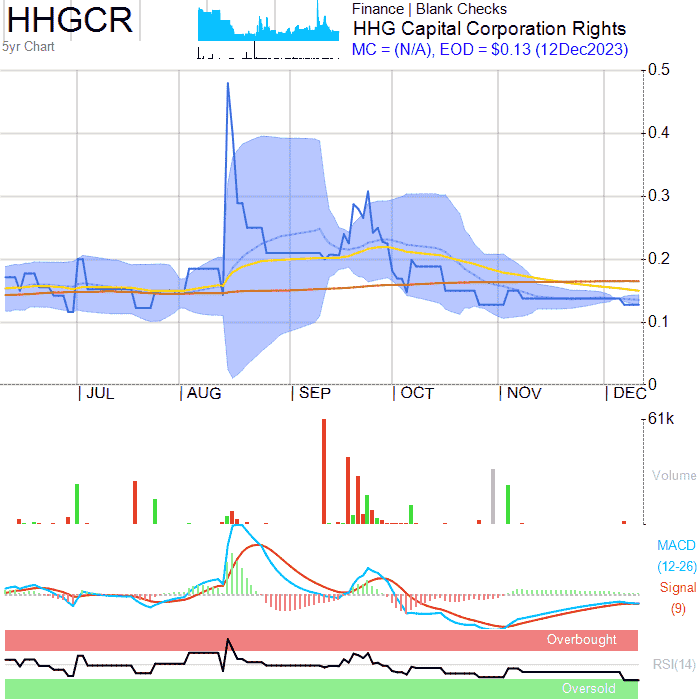 HHGCR
5yr Chart
Finance | Blank Checks
HHG Capital Corporation Rights
MC = (N/A), EOD = $0.13 (12Dec2023)
0.5
0.4
0.3
0.2
0.1
0
JUL
AUG
SEP
OCT
NOV
DEC
61k
Volume
MACD
(12-26)
Signal
(9)
Overbought
RSI(14)
Oversold